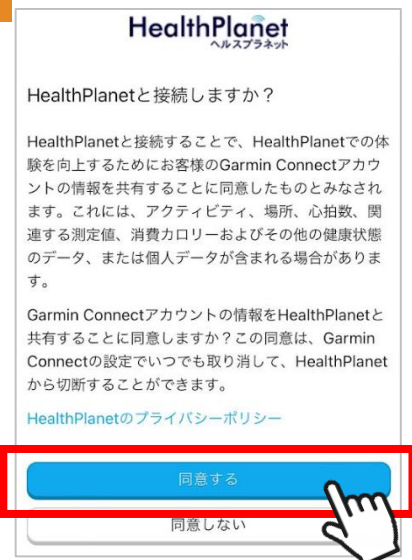 HealthPlanet
ヘルスプラネット
HealthPlanetと接続しますか？
HealthPlanetと接続することで、HealthPlanetでの体
験を向上するためにお客様のGarmin Connectアカウ
ントの情報を共有することに同意したものとみなされ
ます。これには、アクティビティ、場所、心拍数、関
連する測定値、消費カロリーおよびその他の健康状態
のデータ、または個人データが含まれる場合がありま
す。
Garmin Connectアカウントの情報をHealthPlanetと
共有することに同意しますか？この同意は、Garmin
Connectの設定でいつでも取り消して、HealthPlanet
から切断することができます。
HealthPlanetのプライバシーポリシー
同意する
同意しない